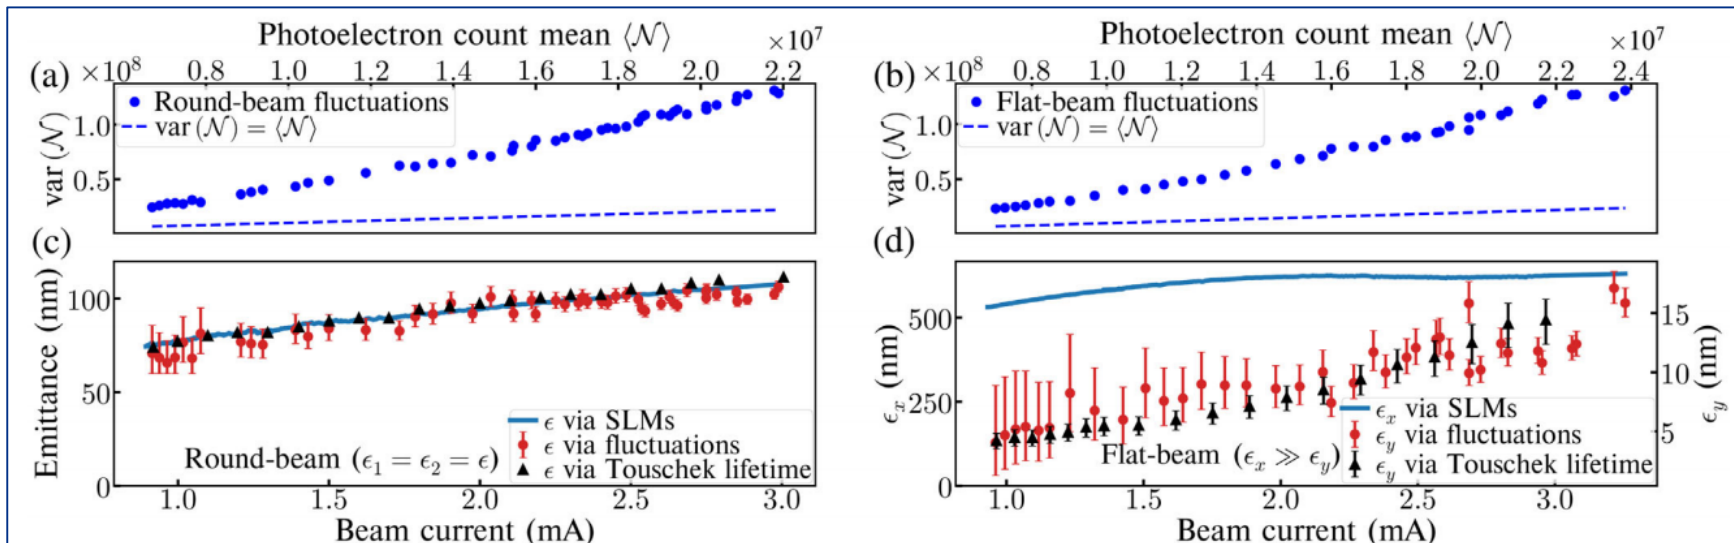 Photoelectron count mean ⟨𝒩⟩
(a)
×10⁸ 0.8 1.0 1.2 1.4 1.6 1.8 2.0 2.2 ×10⁷
Round-beam fluctuations
var(𝒩) = ⟨𝒩⟩
var(𝒩)
1.0
0.5
Photoelectron count mean ⟨𝒩⟩
(b)
×10⁸ 0.8 1.0 1.2 1.4 1.6 1.8 2.0 2.2 2.4 ×10⁷
Flat-beam fluctuations
var(𝒩) = ⟨𝒩⟩
var(𝒩)
1.0
0.5
(c)
Emittance (nm)
100
50
0
ϵ via SLMs
ϵ via fluctuations
ϵ via Touschek lifetime
Round-beam (ϵ₁ = ϵ₂ = ϵ)
1.0 1.5 2.0 2.5 3.0
Beam current (mA)
(d)
ϵₓ (nm)
500
250
0
15
10
5
ϵ_y (nm)
ϵₓ via SLMs
ϵ_y via fluctuations
ϵ_y via Touschek lifetime
Flat-beam (ϵₓ ≫ ϵ_y)
1.0 1.5 2.0 2.5 3.0
Beam current (mA)